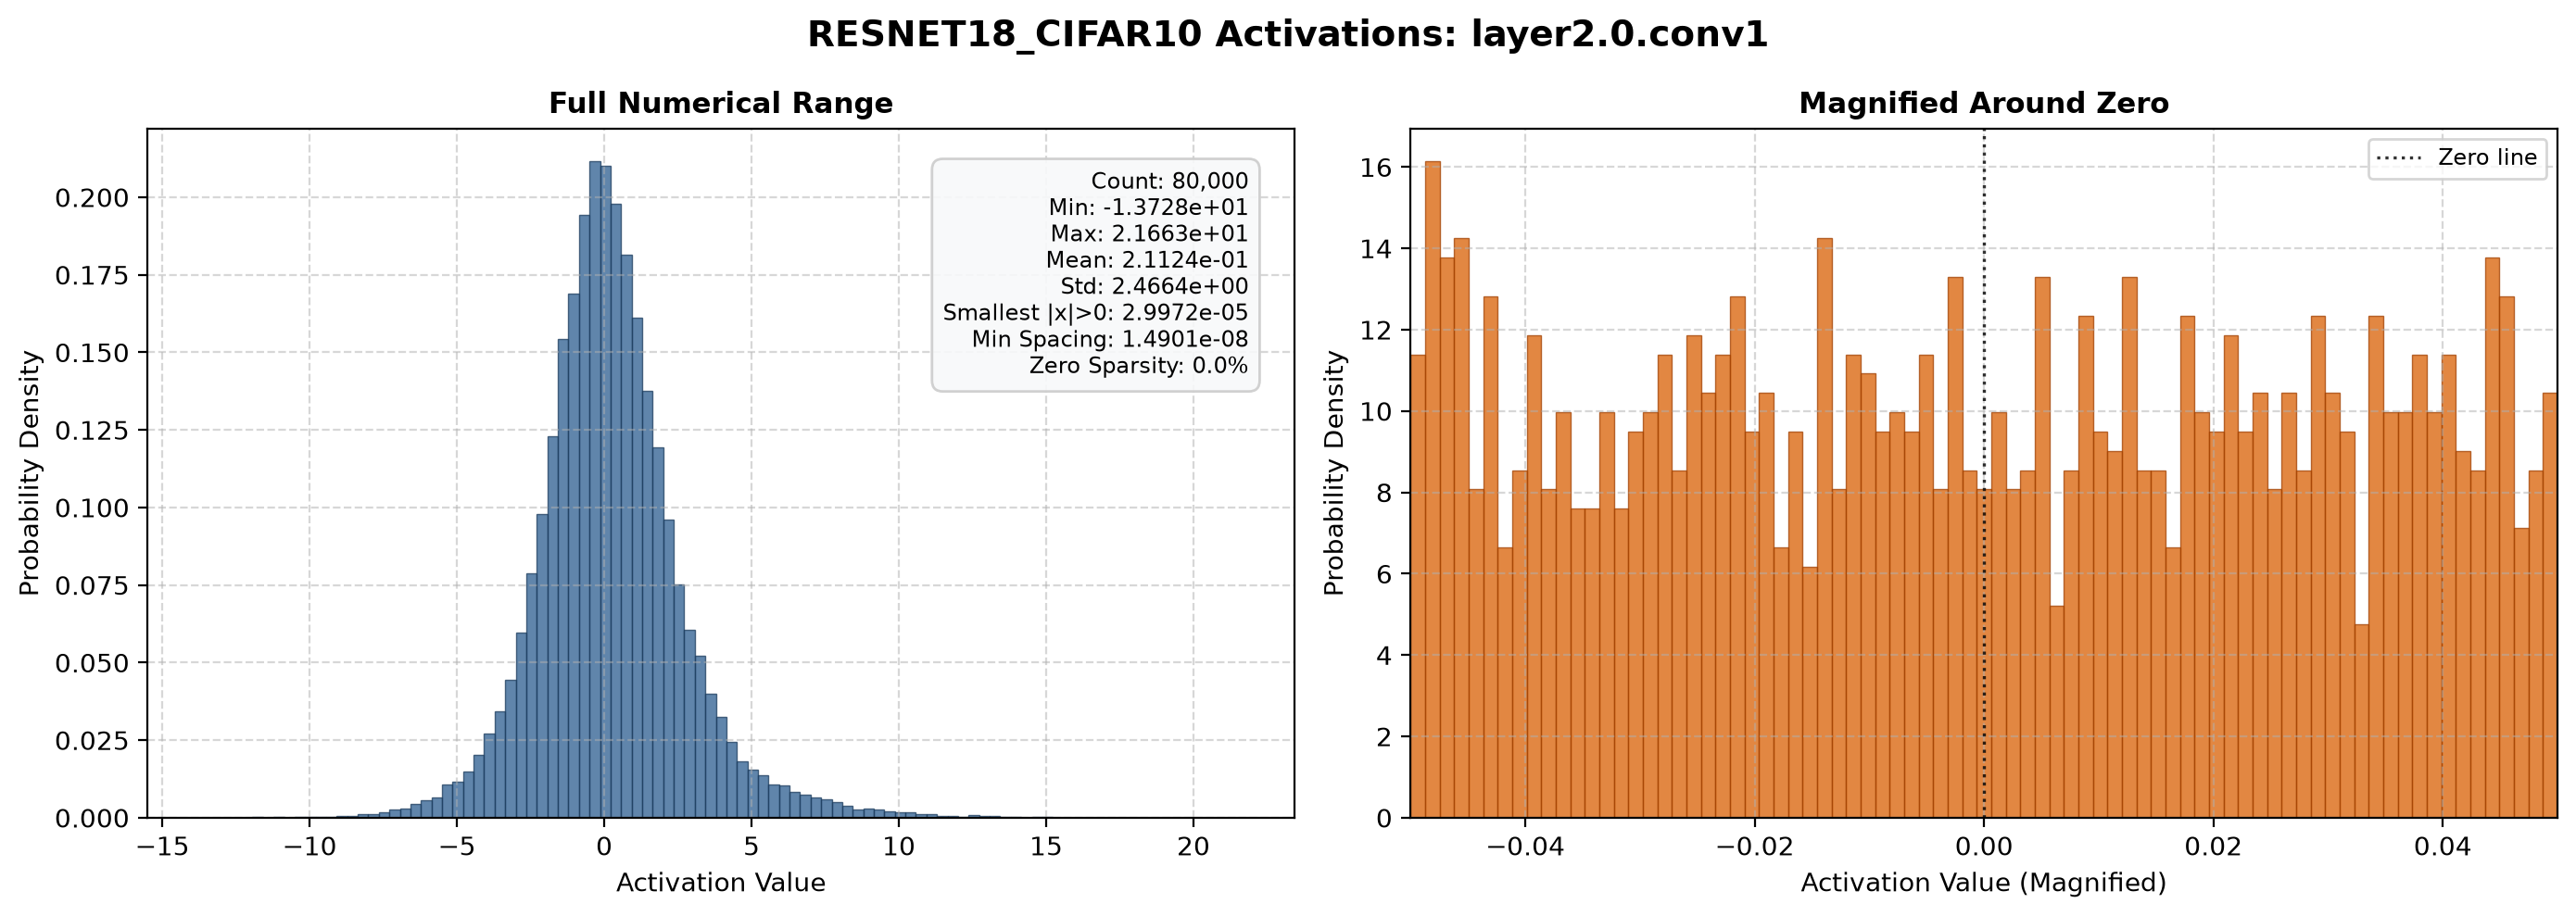 RESNET18_CIFAR10 Activations: layer2.0.conv1
Full Numerical Range
Probability Density
0.200
0.175
0.150
0.125
0.100
0.075
0.050
0.025
0.000
Count: 80,000
Min: -1.3728e+01
Max: 2.1663e+01
Mean: 2.1124e-01
Std: 2.4664e+00
Smallest |x|>0: 2.9972e-05
Min Spacing: 1.4901e-08
Zero Sparsity: 0.0%
−15 −10 −5 0 5 10 15 20
Activation Value
Magnified Around Zero
Probability Density
16
14
12
10
8
6
4
2
0
Zero line
−0.04 −0.02 0.00 0.02 0.04
Activation Value (Magnified)